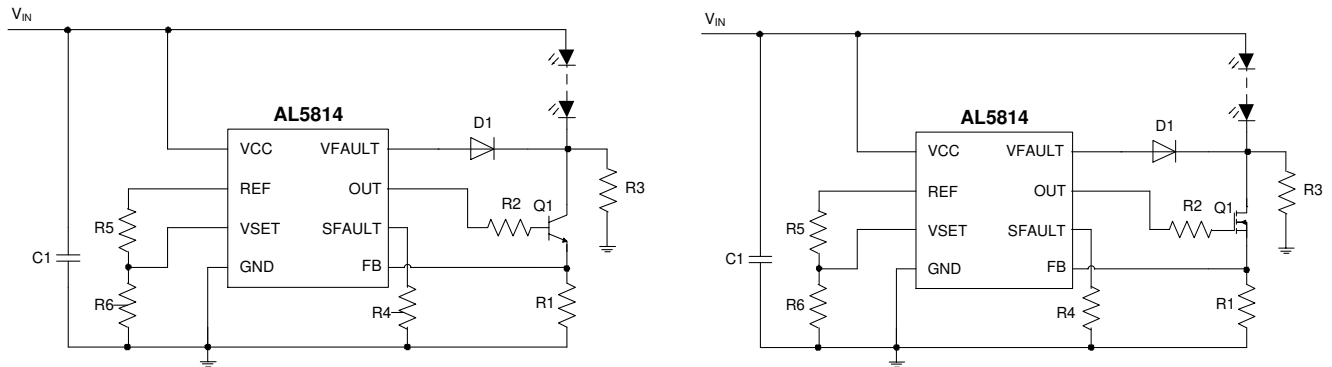 VIN
AL5814
D1
VCC
VFAULT
REF
OUT
R3
R2
Q1
R5
VSET
SFAULT
C1
GND
FB
R6
R4
R1
VIN
AL5814
D1
VCC
VFAULT
REF
OUT
R3
R2
Q1
R5
VSET
SFAULT
C1
GND
FB
R6
R4
R1